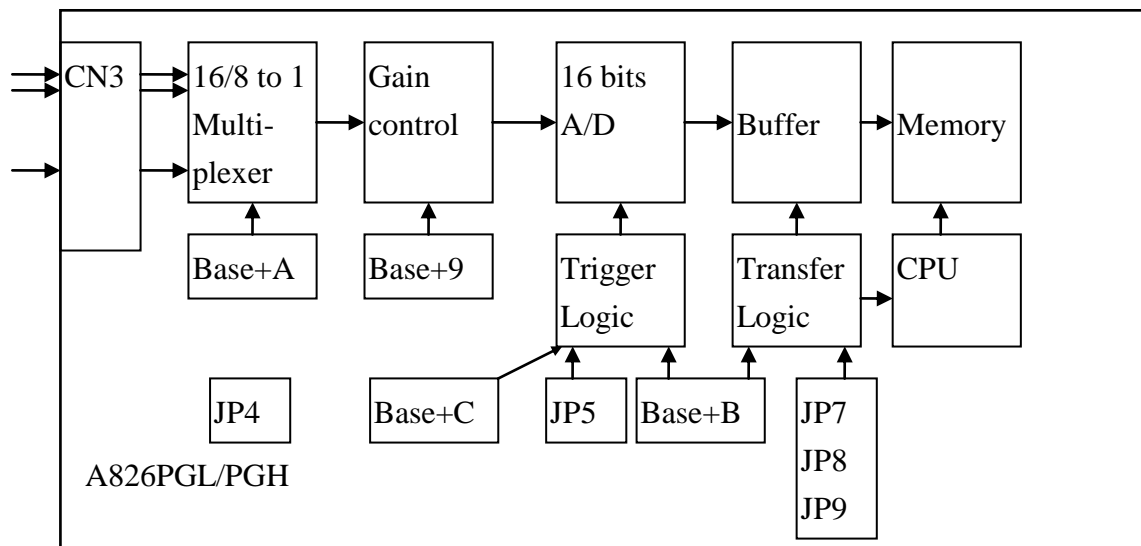 CN3
16/8 to 1
Multi-
plexer
Gain
control
16 bits
A/D
Buffer
Memory
Base+A
Base+9
Trigger
Logic
Transfer
Logic
CPU
JP4
Base+C
JP5
Base+B
JP7
JP8
JP9
A826PGL/PGH